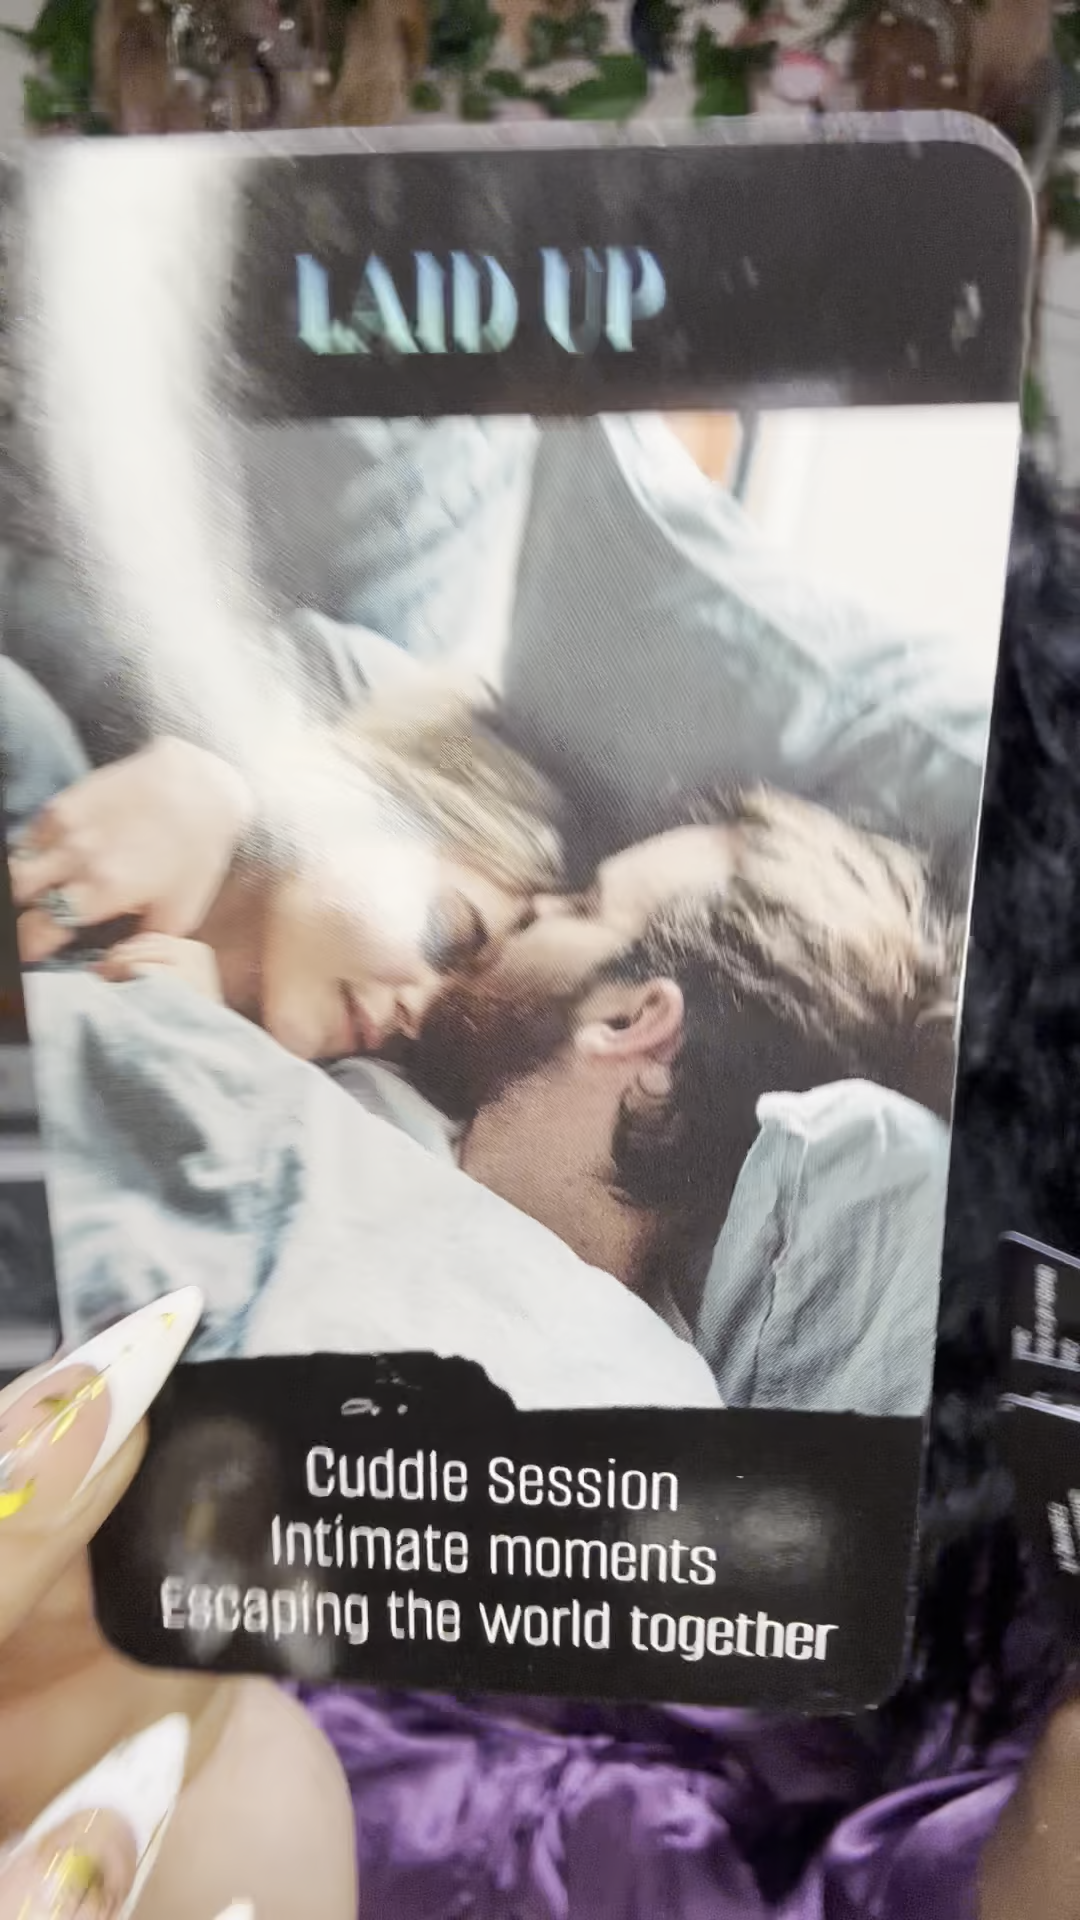 LAID UP
Cuddle Session
Intimate moments
Escaping the world together